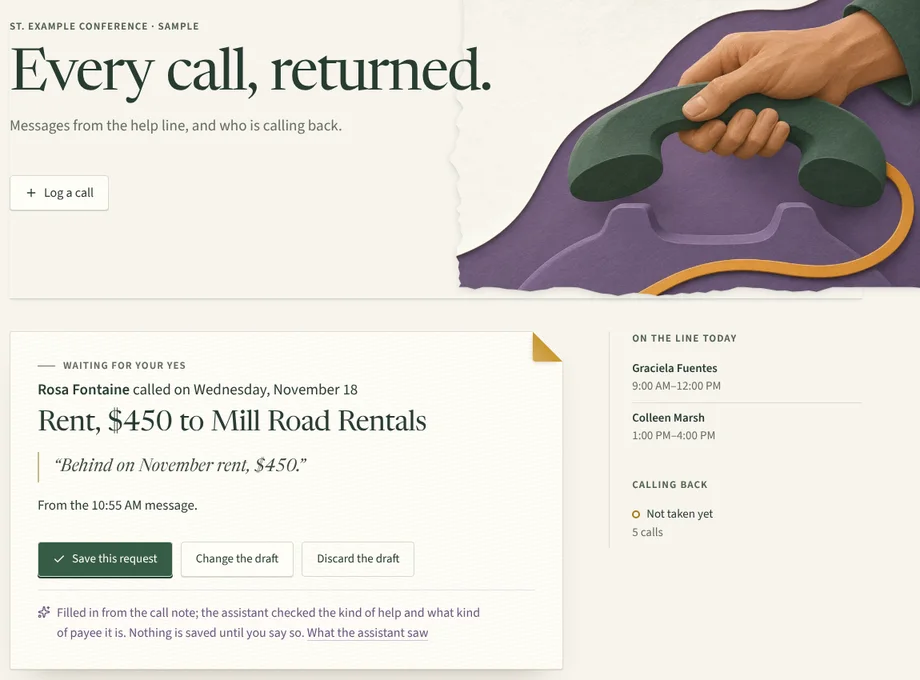 ST. EXAMPLE CONFERENCE · SAMPLE
Every call, returned.
Messages from the help line, and who is calling back.
+ Log a call
WAITING FOR YOUR YES
Rosa Fontaine called on Wednesday, November 18
Rent, $450 to Mill Road Rentals
“Behind on November rent, $450.”
From the 10:55 AM message.
Save this request
Change the draft
Discard the draft
Filled in from the call note; the assistant checked the kind of help and what kind
of payee it is. Nothing is saved until you say so. What the assistant saw
ON THE LINE TODAY
Graciela Fuentes
9:00 AM–12:00 PM
Colleen Marsh
1:00 PM–4:00 PM
CALLING BACK
Not taken yet
5 calls